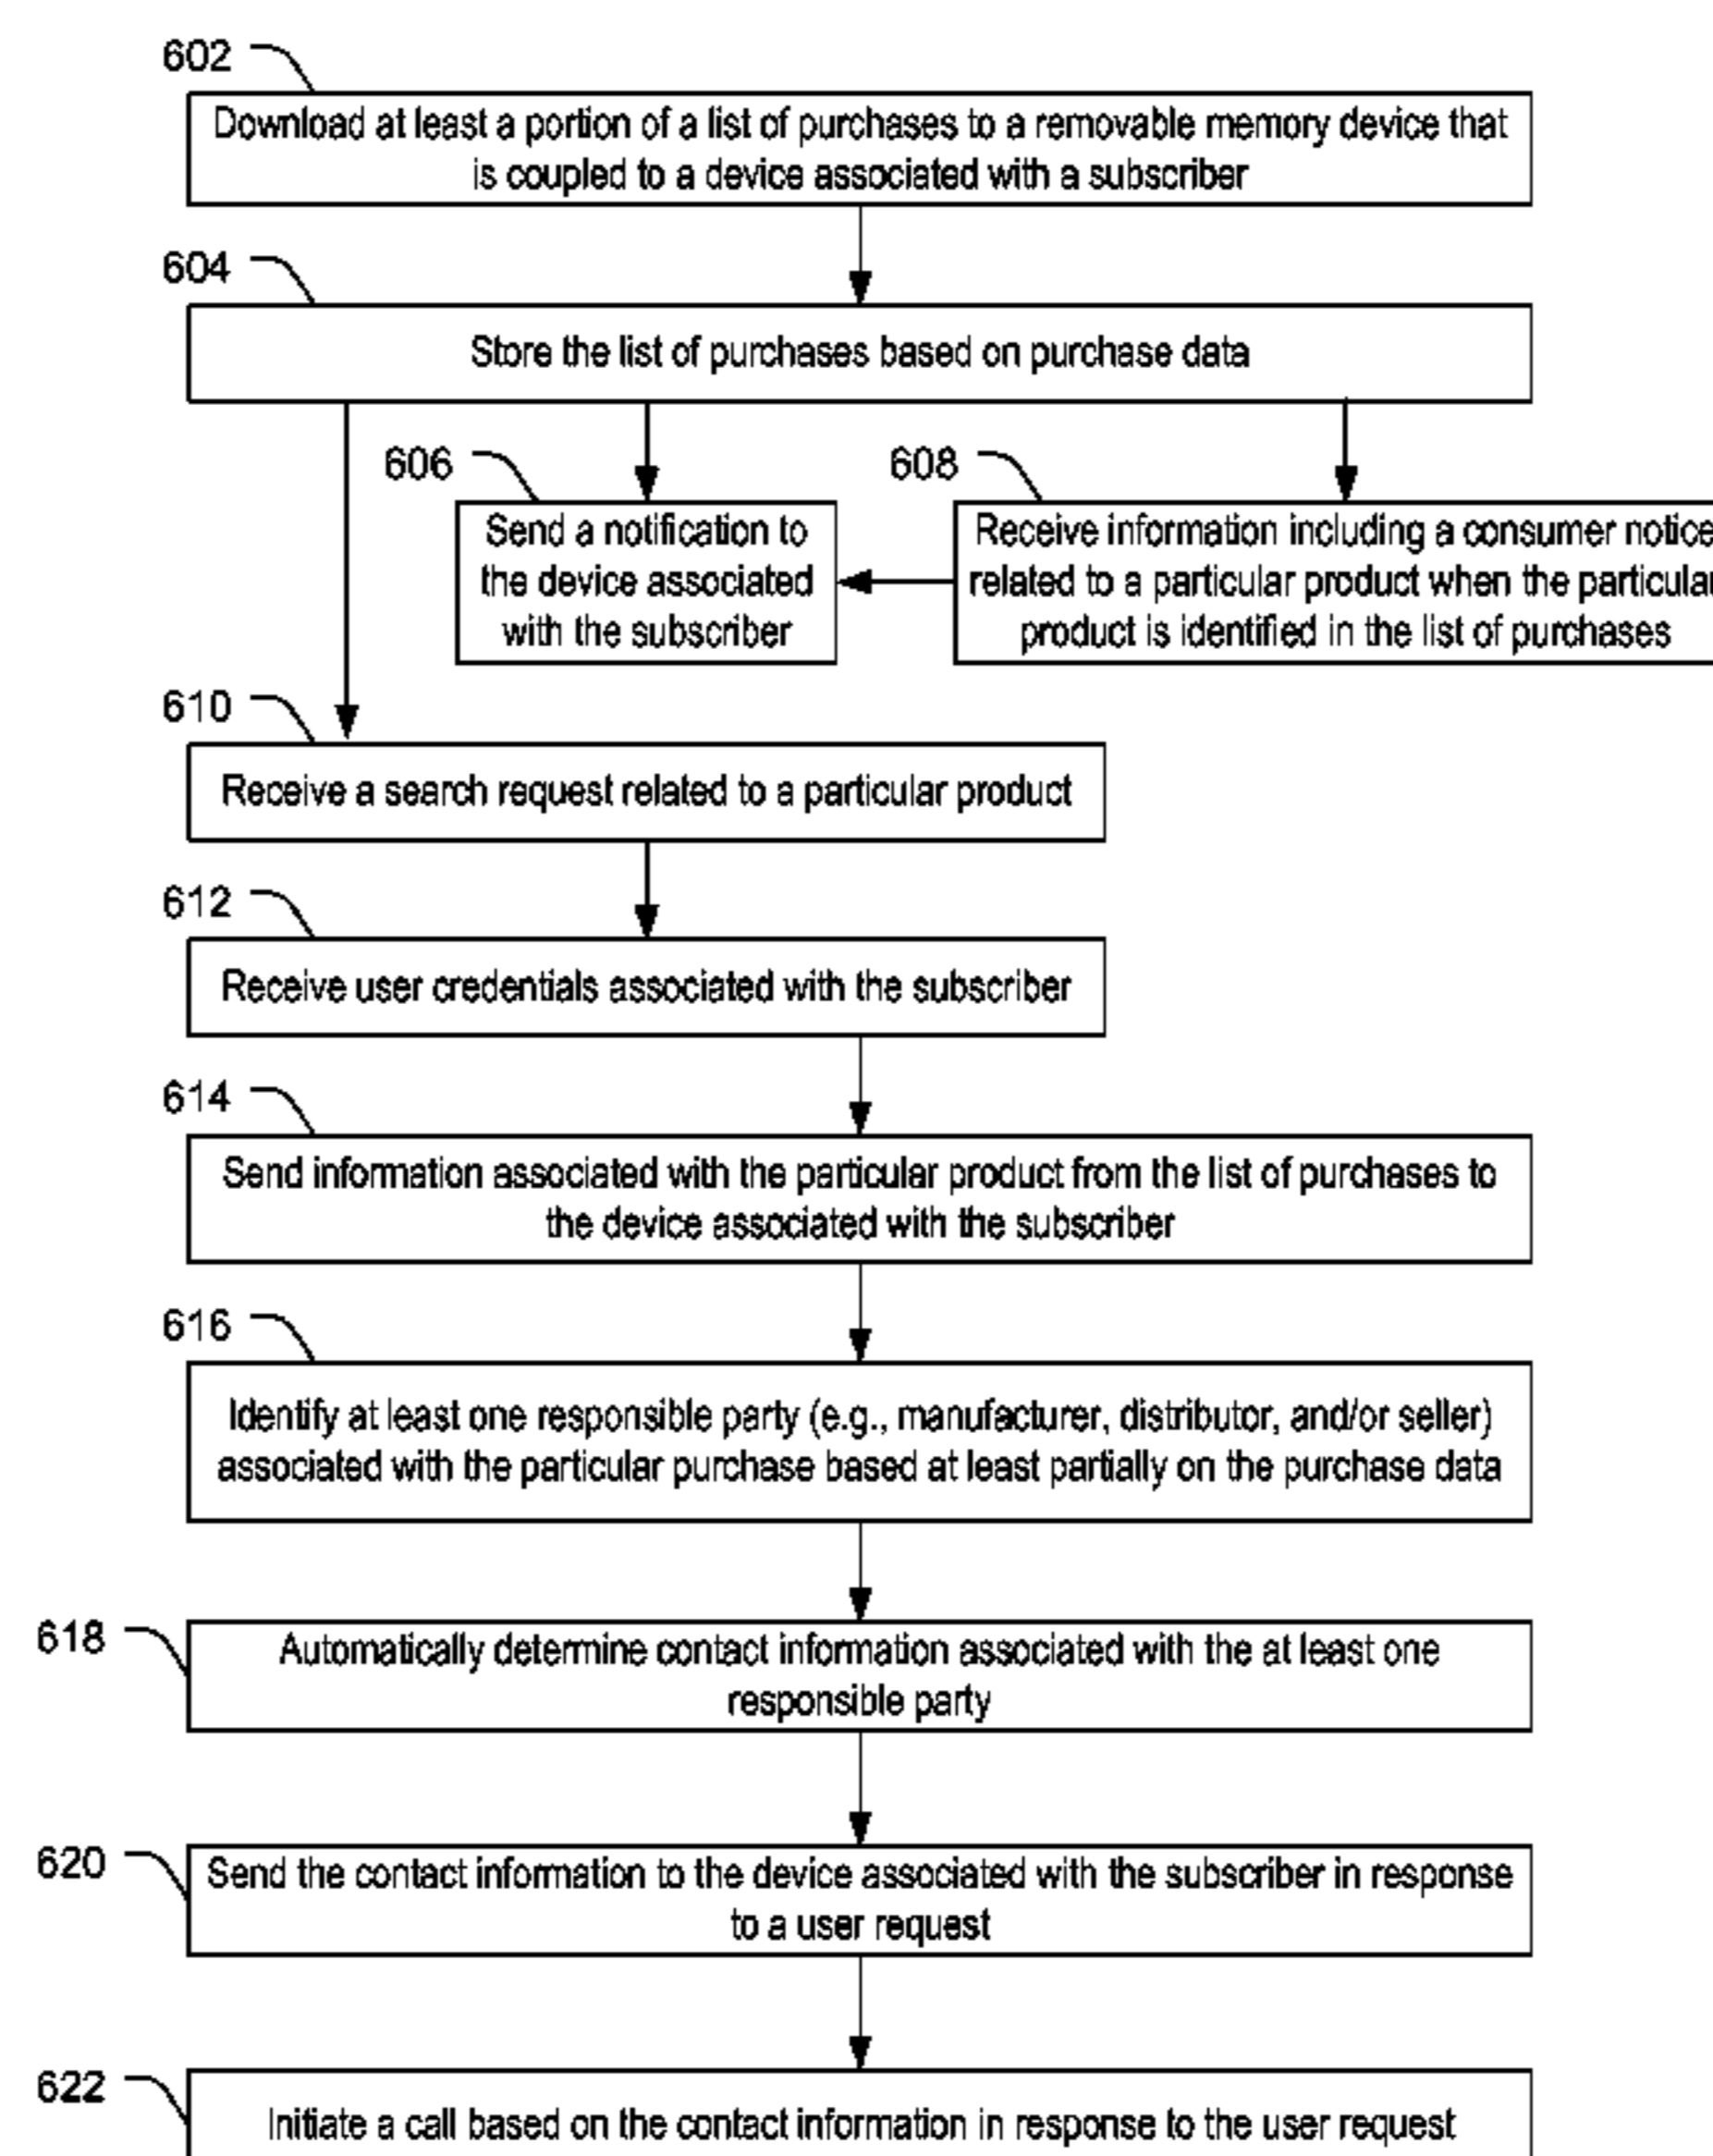 602
Download at least a portion of a list of purchases to a removable memory device that
is coupled to a device associated with a subscriber
604
Store the list of purchases based on purchase data
606
Send a notification to
the device associated
with the subscriber
608
Receive information including a consumer notice
related to a particular product when the particular
product is identified in the list of purchases
610
Receive a search request related to a particular product
612
Receive user credentials associated with the subscriber
614
Send information associated with the particular product from the list of purchases to
the device associated with the subscriber
616
Identify at least one responsible party (e.g., manufacturer, distributor, and/or seller)
associated with the particular purchase based at least partially on the purchase data
618
Automatically determine contact information associated with the at least one
responsible party
620
Send the contact information to the device associated with the subscriber in response
to a user request
622
Initiate a call based on the contact information in response to the user request